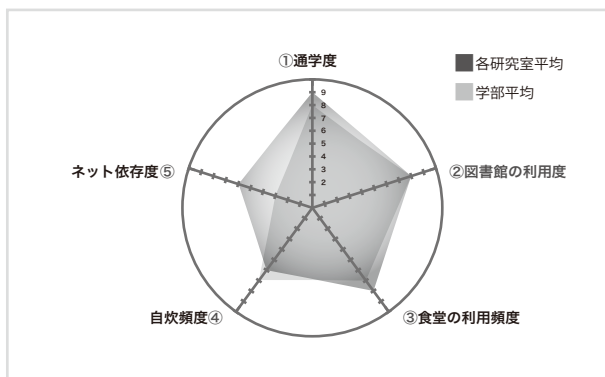 ①通学度
各研究室平均
学部平均
9
8
7
6
5
4
3
2
ネット依存度⑤
②図書館の利用度
自炊頻度④
③食堂の利用頻度